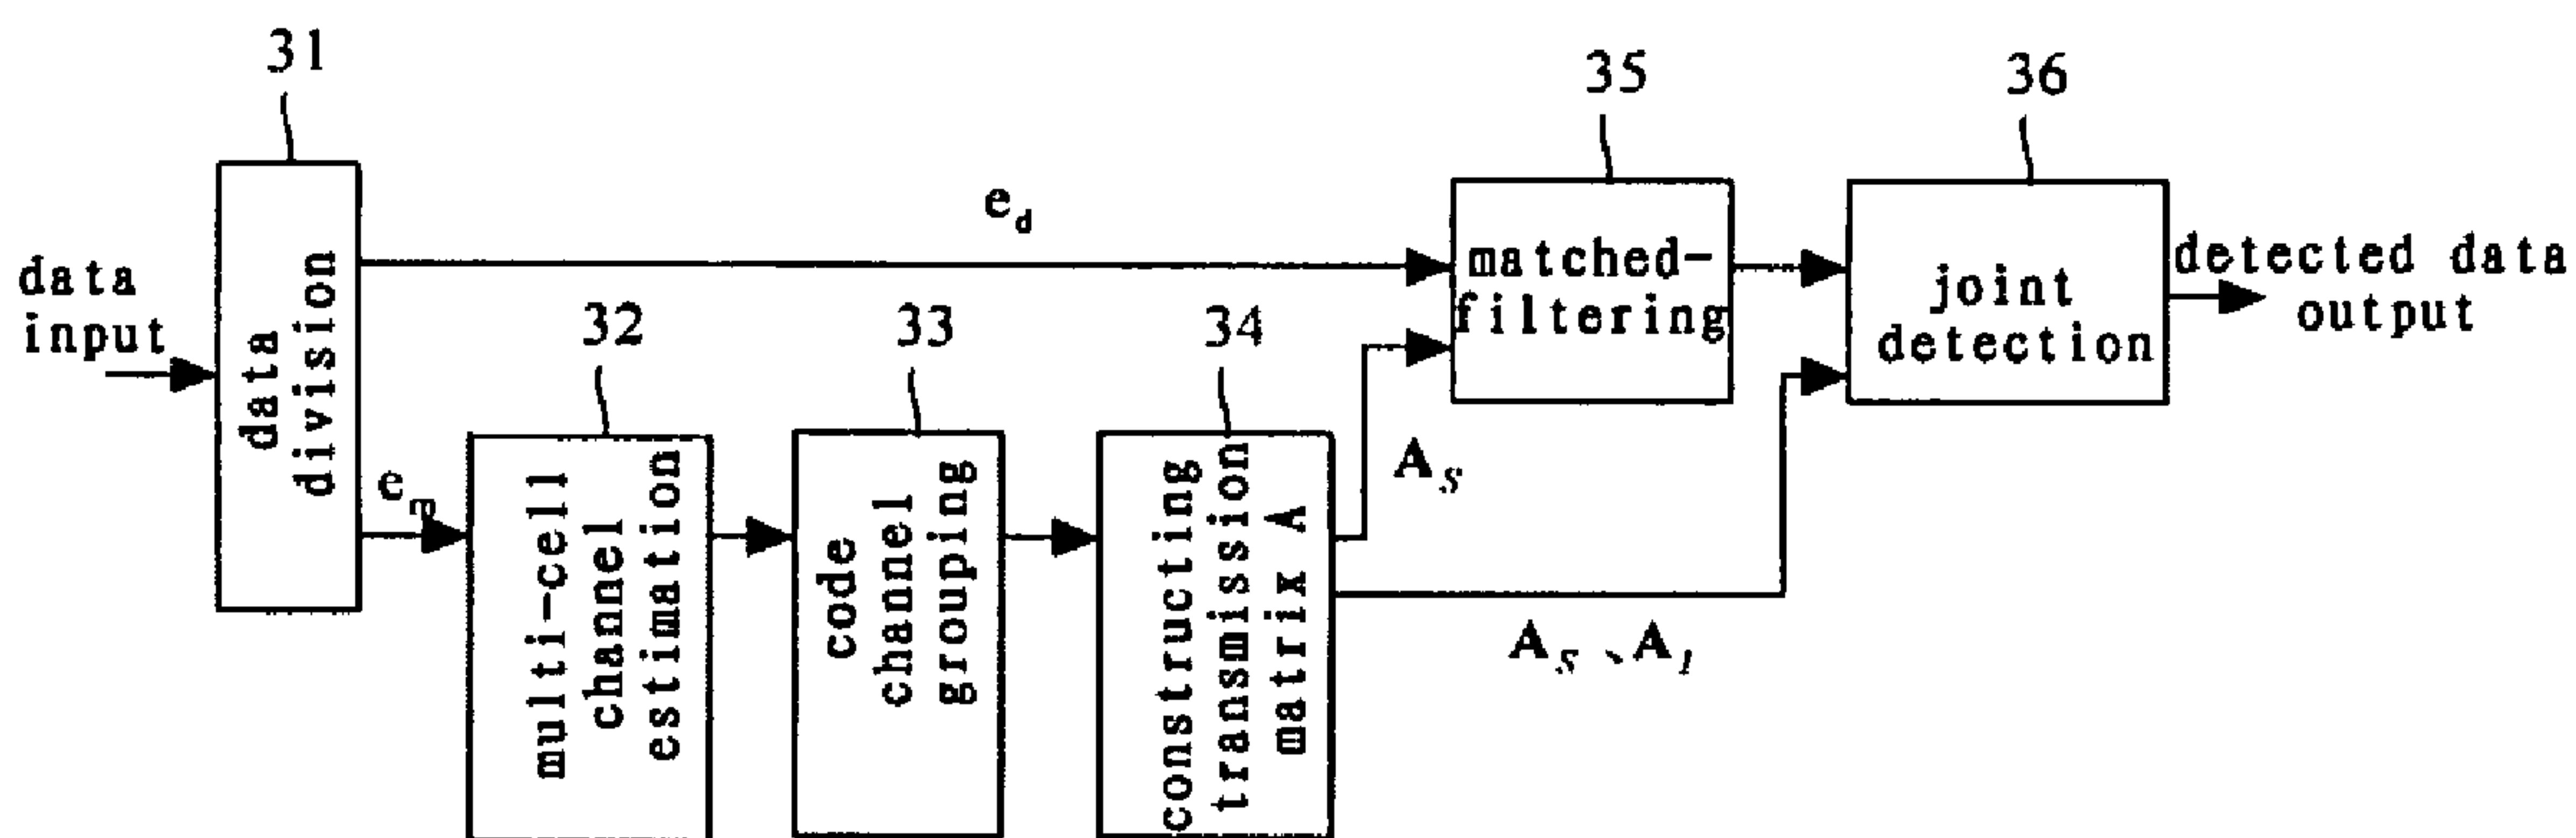 31
data
division
data
input
e_d
e_m
32
multi-cell
channel
estimation
33
code
channel
grouping
34
constructing
transmission
matrix A
A_S
A_S、A_I
35
matched-
filtering
36
joint
detection
detected data
output